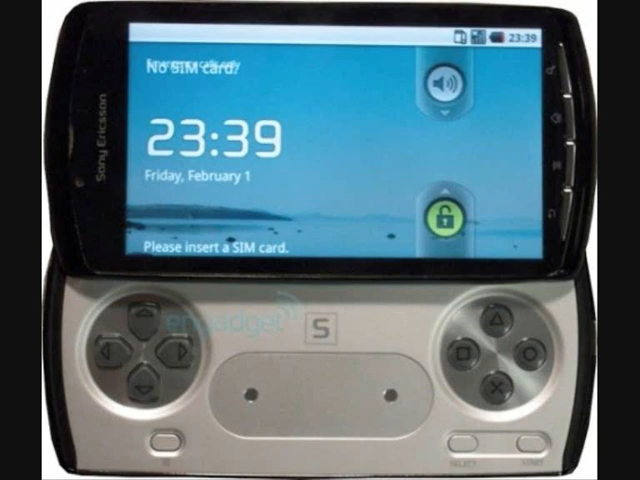 23:39
No SIM card?
23:39
Friday, February 1
Please insert a SIM card.
Sony Ericsson
engadget
S
SELECT
START